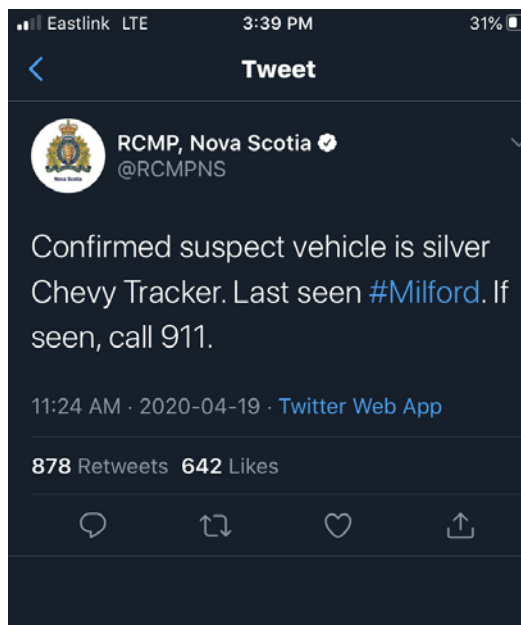 Eastlink LTE 3:39 PM 31%
Tweet
RCMP, Nova Scotia
@RCMPNS
Nova Scotia
Confirmed suspect vehicle is silver
Chevy Tracker. Last seen #Milford. If
seen, call 911.
11:24 AM · 2020-04-19 · Twitter Web App
878 Retweets 642 Likes